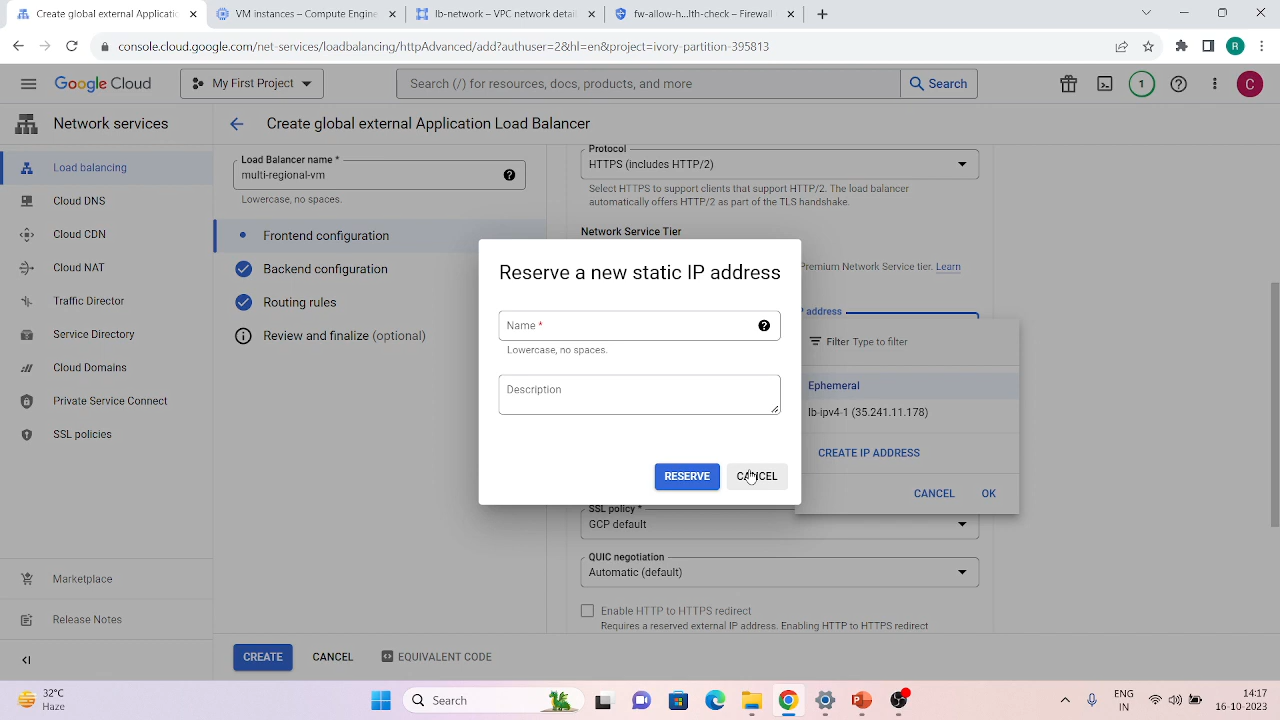 Create global external Applicati
VM instances – Compute Engine
lb-network – VPC network detail
fw-allow-h...lth-check – Firewall
console.cloud.google.com/net-services/loadbalancing/httpAdvanced/add?authuser=2&hl=en&project=ivory-partition-395813
R
Google Cloud
My First Project
Search (/) for resources, docs, products, and more
Search
1
C
Network services
Create global external Application Load Balancer
Load balancing
Cloud DNS
Cloud CDN
Cloud NAT
Traffic Director
Service Directory
Cloud Domains
Private Service Connect
SSL policies
Marketplace
Release Notes
Load Balancer name *
multi-regional-vm
Lowercase, no spaces.
Frontend configuration
Backend configuration
Routing rules
Review and finalize (optional)
Protocol
HTTPS (includes HTTP/2)
Select HTTPS to support clients that support HTTP/2. The load balancer
automatically offers HTTP/2 as part of the TLS handshake.
Network Service Tier
Premium Network Service tier. Learn
address
Filter Type to filter
Ephemeral
lb-ipv4-1 (35.241.11.178)
CREATE IP ADDRESS
CANCEL OK
Reserve a new static IP address
Name *
Lowercase, no spaces.
Description
RESERVE CANCEL
SSL policy *
GCP default
QUIC negotiation
Automatic (default)
Enable HTTP to HTTPS redirect
Requires a reserved external IP address. Enabling HTTP to HTTPS redirect
CREATE CANCEL EQUIVALENT CODE
32°C
Haze
Search
ENG
IN
14:17
16-10-2023